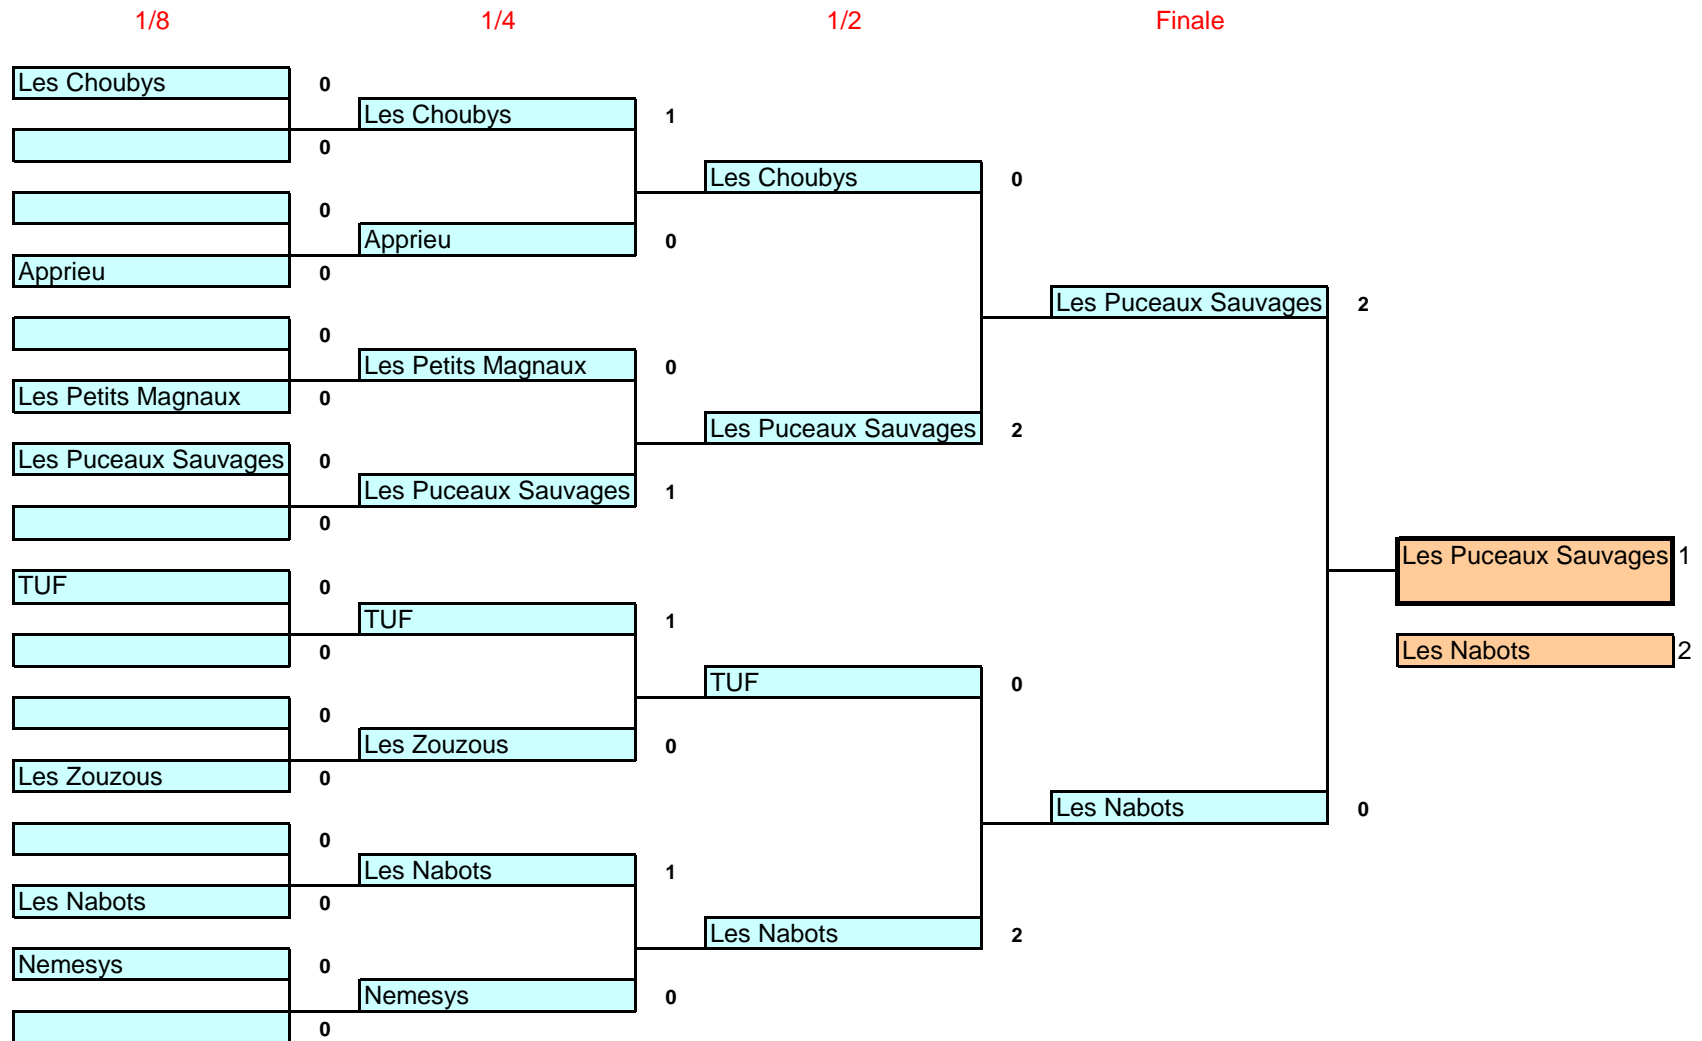 1/8 1/4 1/2 Finale
Les Choubys 0
Les Choubys 1
0
Les Choubys 0
0
Apprieu 0
Apprieu 0
Les Puceaux Sauvages 2
0
Les Petits Magnaux 0
Les Petits Magnaux 0
Les Puceaux Sauvages 2
Les Puceaux Sauvages 0
Les Puceaux Sauvages 1
0
Les Puceaux Sauvages 1
TUF 0
TUF 1
0
Les Nabots 2
TUF 0
0
Les Zouzous 0
Les Zouzous 0
Les Nabots 0
0
Les Nabots 1
Les Nabots 0
Les Nabots 2
Nemesys 0
Nemesys 0
0